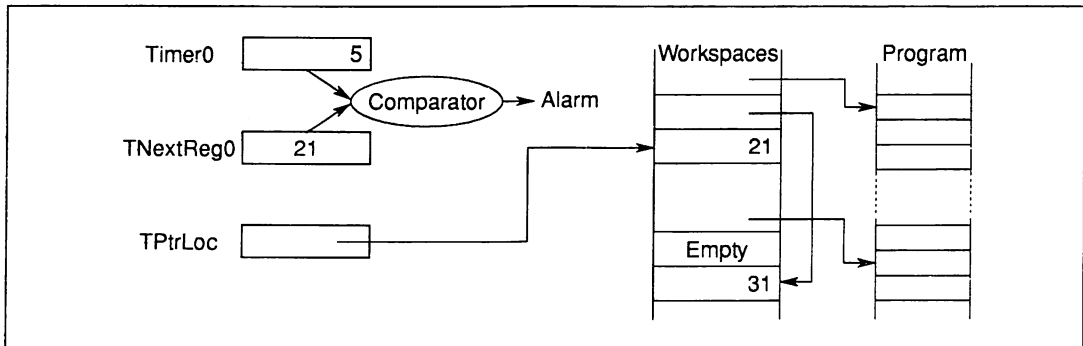 Timer0
5
Comparator
Alarm
TNextReg0
21
TPtrLoc
Workspaces
21
Empty
31
Program